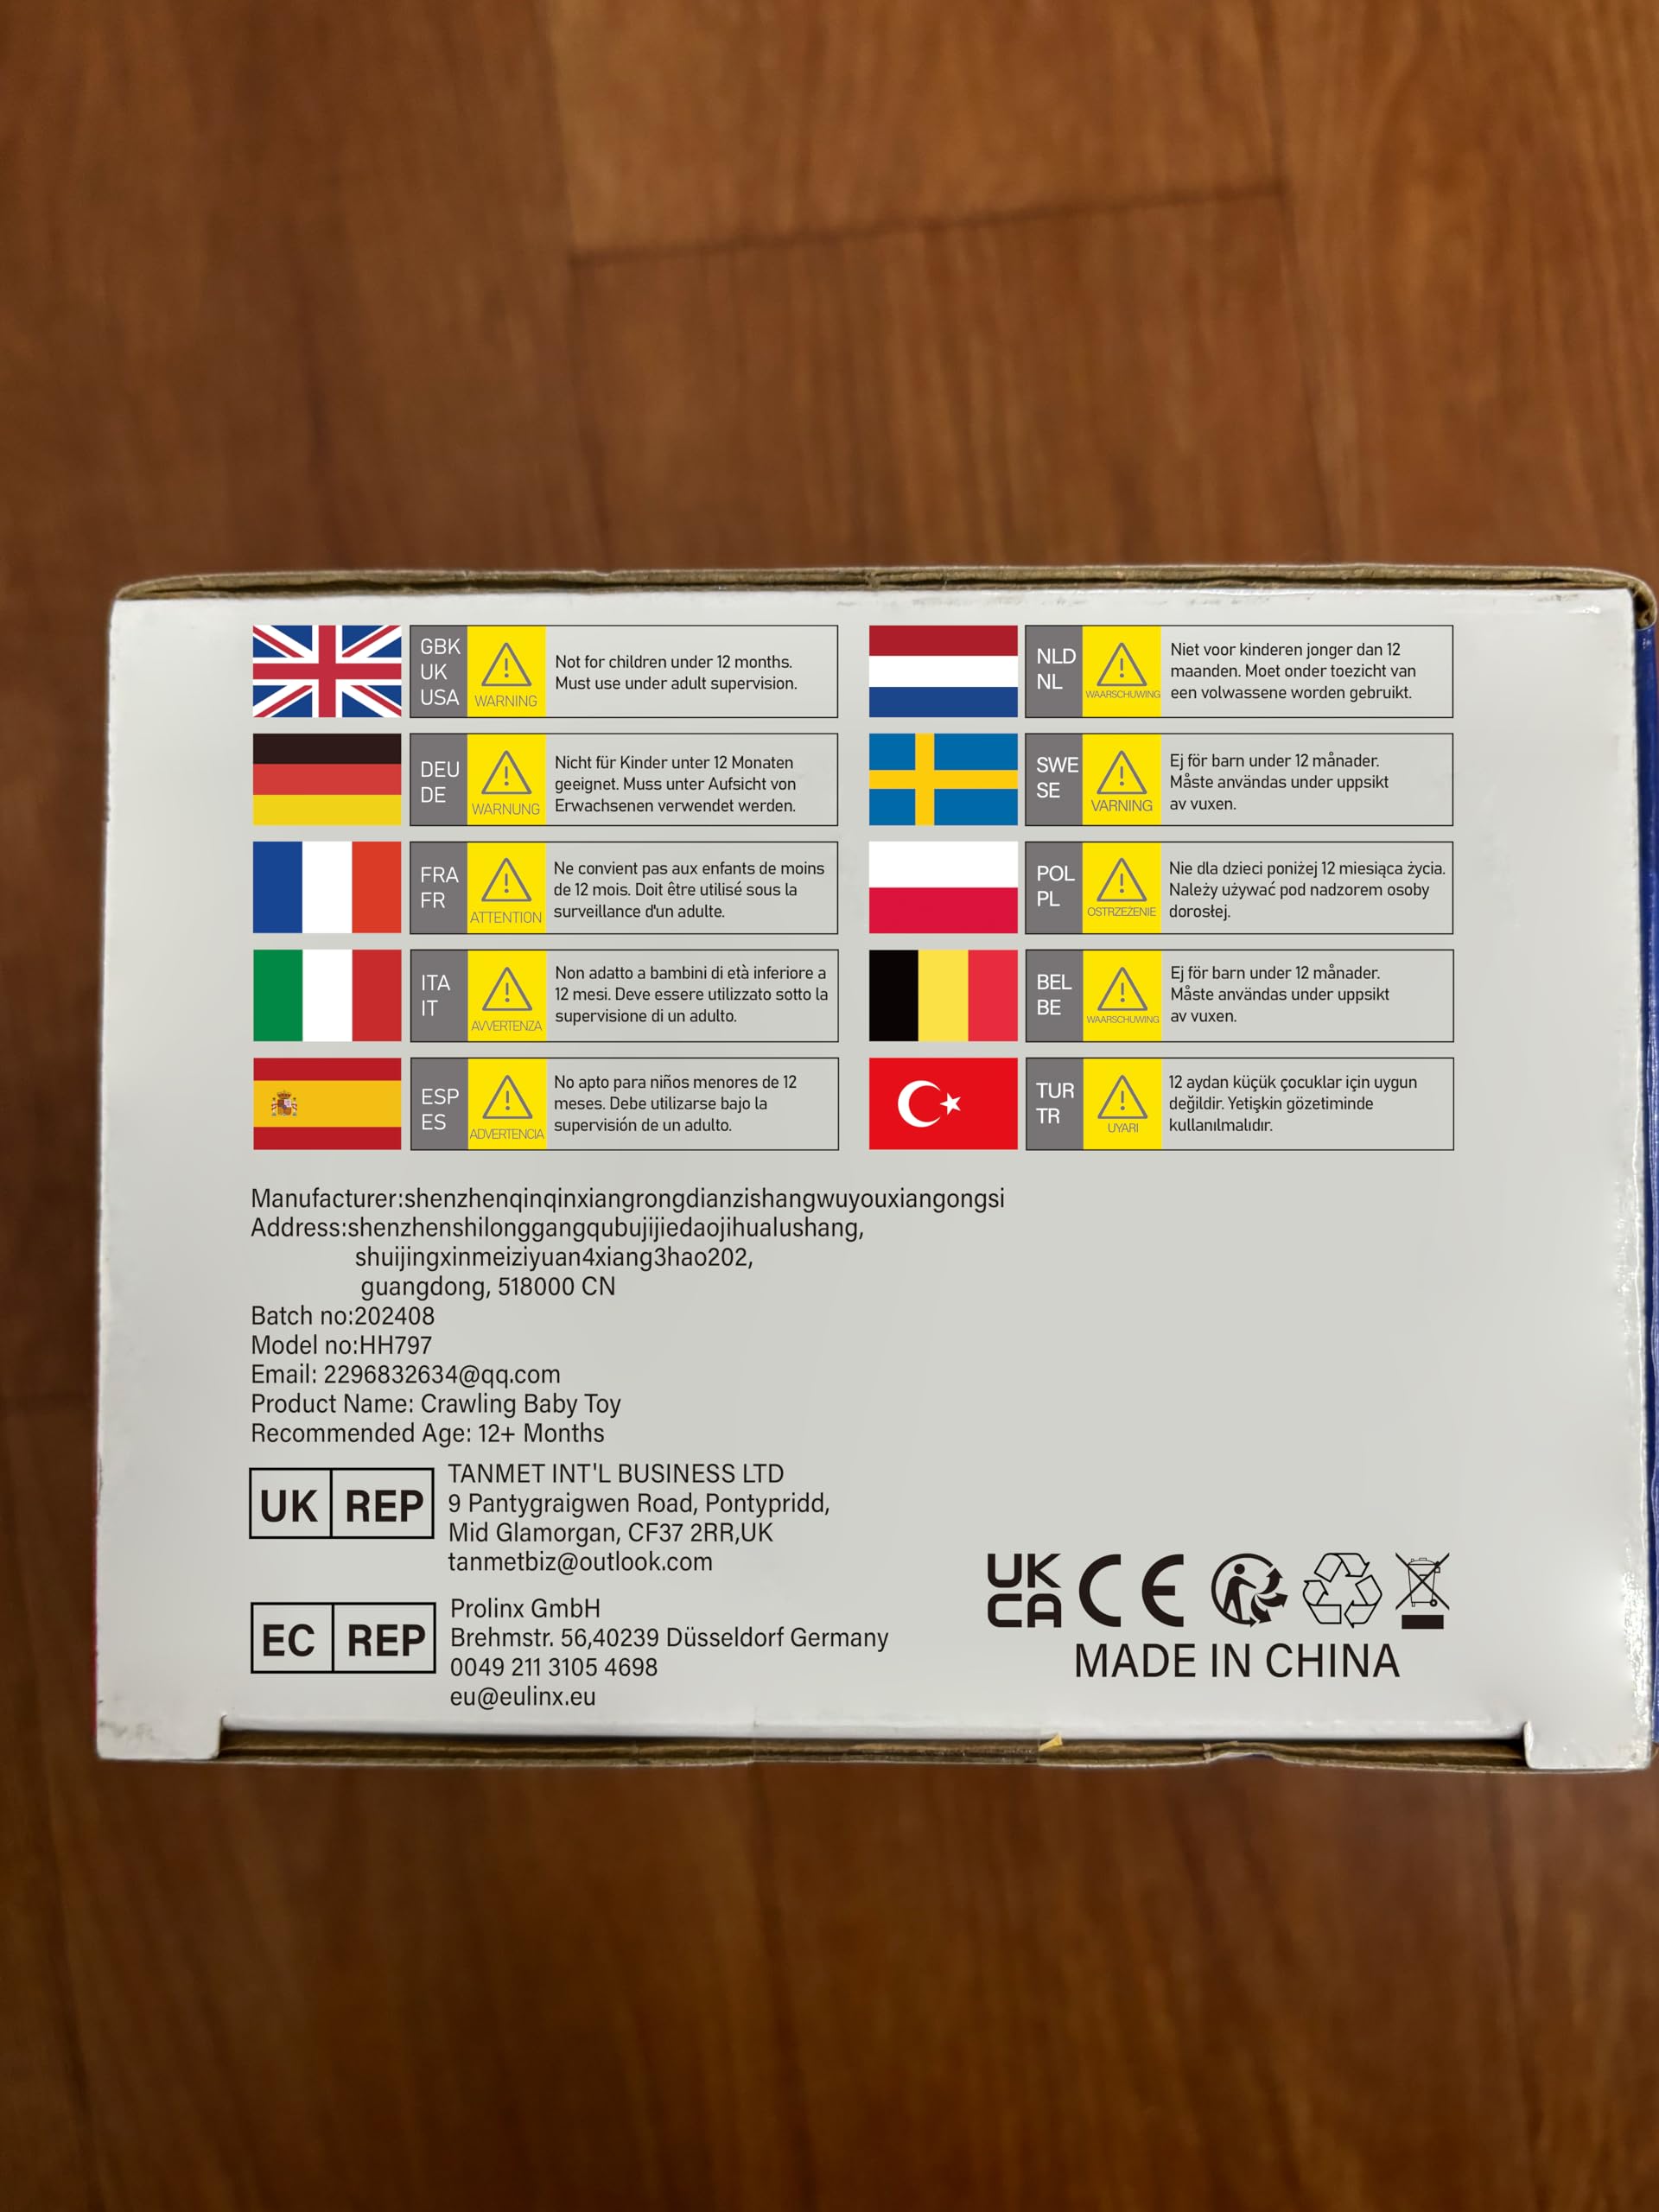 GBK
UK
USA
WARNING
Not for children under 12 months.
Must use under adult supervision.
DEU
DE
WARNUNG
Nicht für Kinder unter 12 Monaten
geeignet. Muss unter Aufsicht von
Erwachsenen verwendet werden.
FRA
FR
ATTENTION
Ne convient pas aux enfants de moins
de 12 mois. Doit être utilisé sous la
surveillance d'un adulte.
ITA
IT
AVVERTENZA
Non adatto a bambini di età inferiore a
12 mesi. Deve essere utilizzato sotto la
supervisione di un adulto.
ESP
ES
ADVERTENCIA
No apto para niños menores de 12
meses. Debe utilizarse bajo la
supervisión de un adulto.
NLD
NL
WAARSCHUWING
Niet voor kinderen jonger dan 12
maanden. Moet onder toezicht van
een volwassene worden gebruikt.
SWE
SE
VARNING
Ej för barn under 12 månader.
Måste användas under uppsikt
av vuxen.
POL
PL
OSTRZEŻENIE
Nie dla dzieci poniżej 12 miesiąca życia.
Należy używać pod nadzorem osoby
dorosłej.
BEL
BE
WAARSCHUWING
Ej för barn under 12 månader.
Måste användas under uppsikt
av vuxen.
TUR
TR
UYARI
12 aydan küçük çocuklar için uygun
değildir. Yetişkin gözetiminde
kullanılmalıdır.
Manufacturer:shenzhenqinqinxiangrongdianzishangwuyouxiangongsi
Address:shenzhenshilonggangqubujijiedaojihualushang,
shuijingxinmeiziyuan4xiang3hao202,
guangdong, 518000 CN
Batch no:202408
Model no:HH797
Email: 2296832634@qq.com
Product Name: Crawling Baby Toy
Recommended Age: 12+ Months
UK REP
TANMET INT'L BUSINESS LTD
9 Pantygraigwen Road, Pontypridd,
Mid Glamorgan, CF37 2RR,UK
tanmetbiz@outlook.com
EC REP
Prolinx GmbH
Brehmstr. 56,40239 Düsseldorf Germany
0049 211 3105 4698
eu@eulinx.eu
UK
CA
CE
MADE IN CHINA